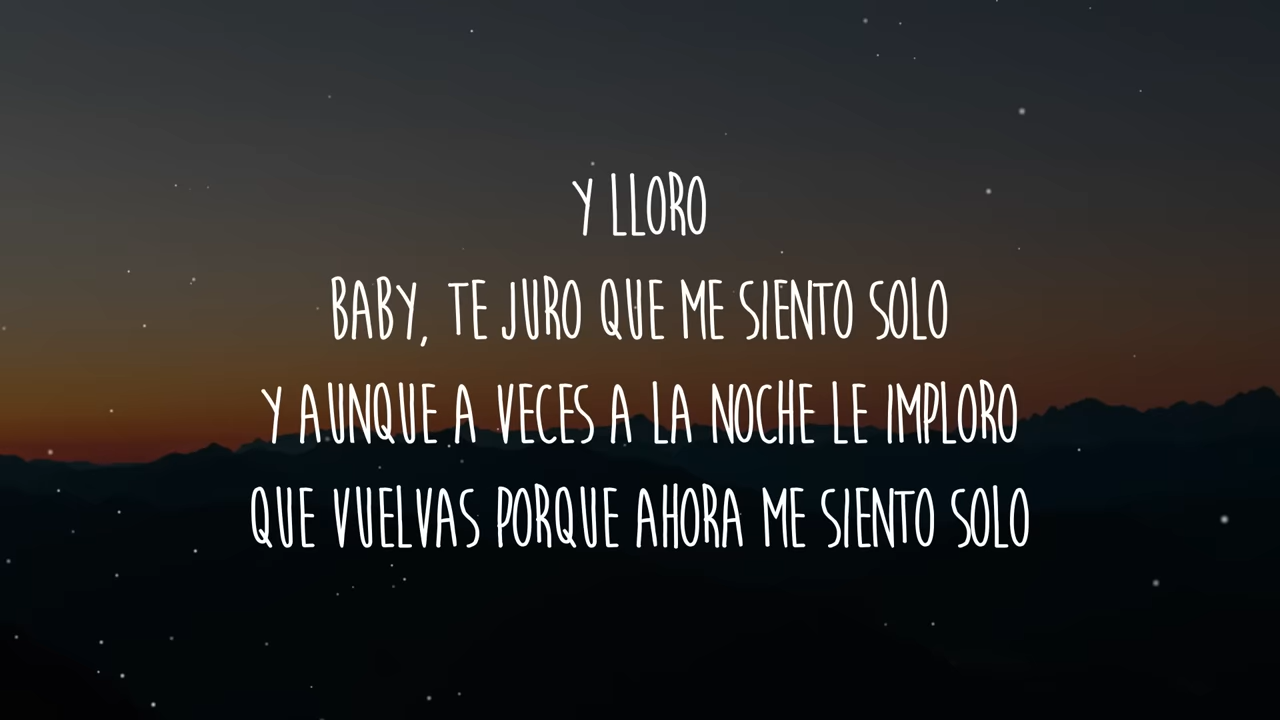 Y LLORO
BABY, TE JURO QUE ME SIENTO SOLO
Y AUNQUE A VECES A LA NOCHE LE IMPLORO
QUE VUELVAS PORQUE AHORA ME SIENTO SOLO